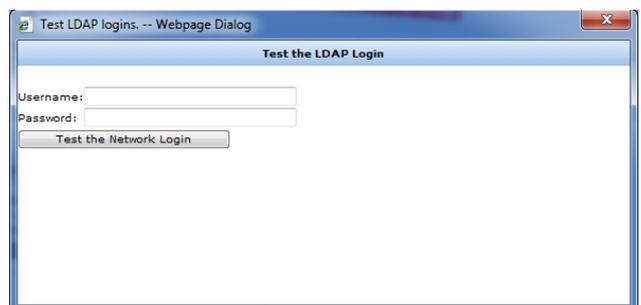 Test LDAP logins. -- Webpage Dialog
Test the LDAP Login
Username:
Password:
Test the Network Login